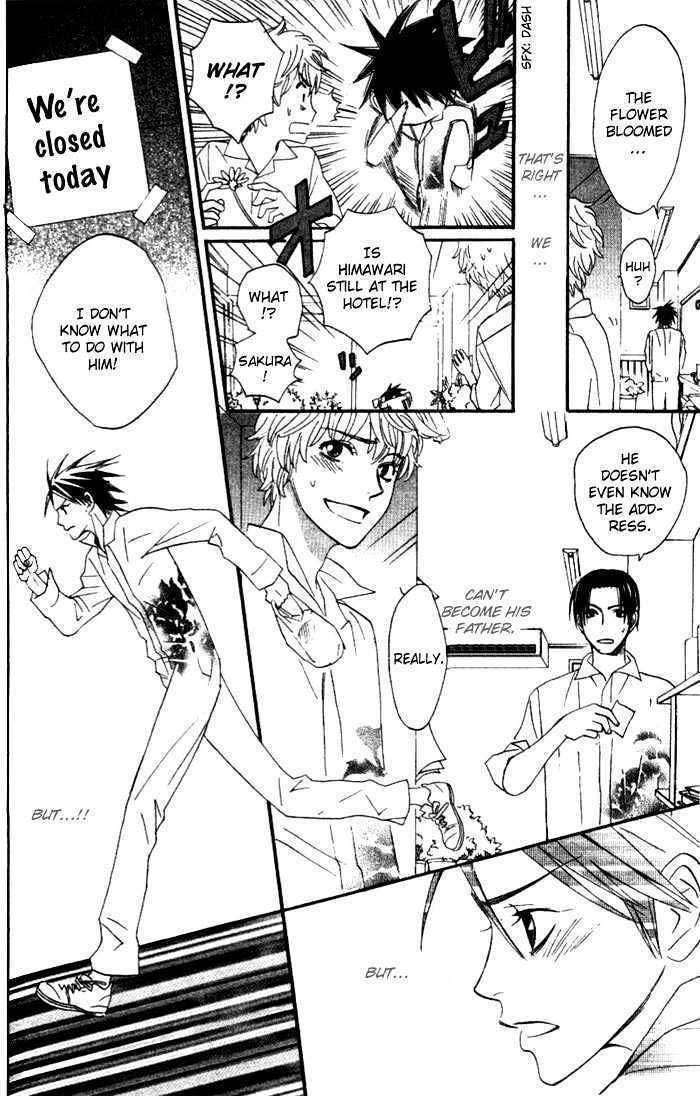 THE
FLOWER
BLOOMED
...
HUH
?
THAT'S
RIGHT
...
WE
...
SFX: DASH
WHAT
!?
IS
HIMAWARI
STILL AT THE
HOTEL!?
WHAT
!?
SAKURA
!
HE
DOESN'T
EVEN KNOW
THE ADD-
RESS.
CAN'T
BECOME HIS
FATHER.
REALLY.
BUT...
We're
closed
today
I DON'T
KNOW WHAT
TO DO WITH
HIM!
BUT...!!